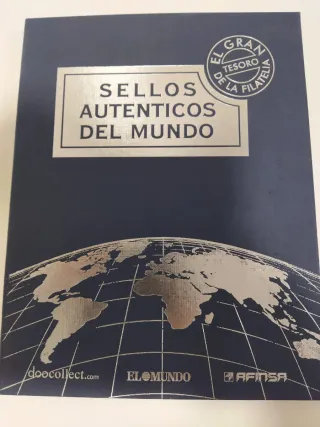 EL GRAN
TESORO
DE LA FILATELIA
SELLOS
AUTENTICOS
DEL MUNDO
doocollect.com
EL MUNDO
AFINSA